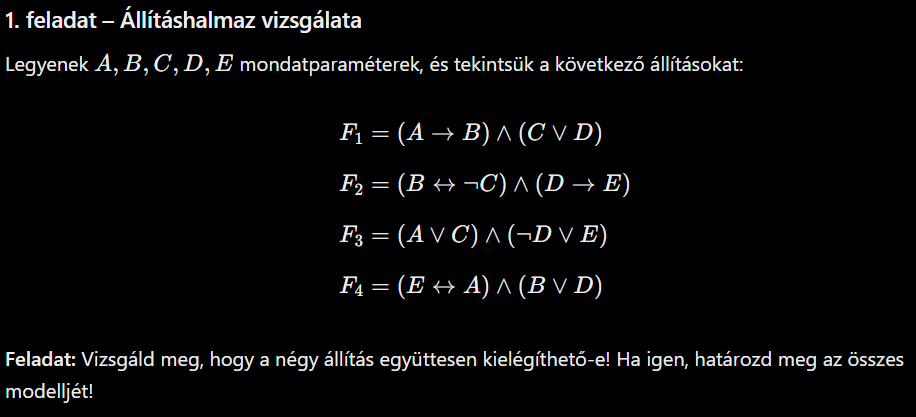 1. feladat – Állításhalmaz vizsgálata
Legyenek A, B, C, D, E mondatparaméterek, és tekintsük a következő állításokat:
F₁ = (A → B) ∧ (C ∨ D)
F₂ = (B ↔ ¬C) ∧ (D → E)
F₃ = (A ∨ C) ∧ (¬D ∨ E)
F₄ = (E ↔ A) ∧ (B ∨ D)
Feladat: Vizsgáld meg, hogy a négy állítás együttesen kielégíthető-e! Ha igen, határozd meg az összes
modelljét!